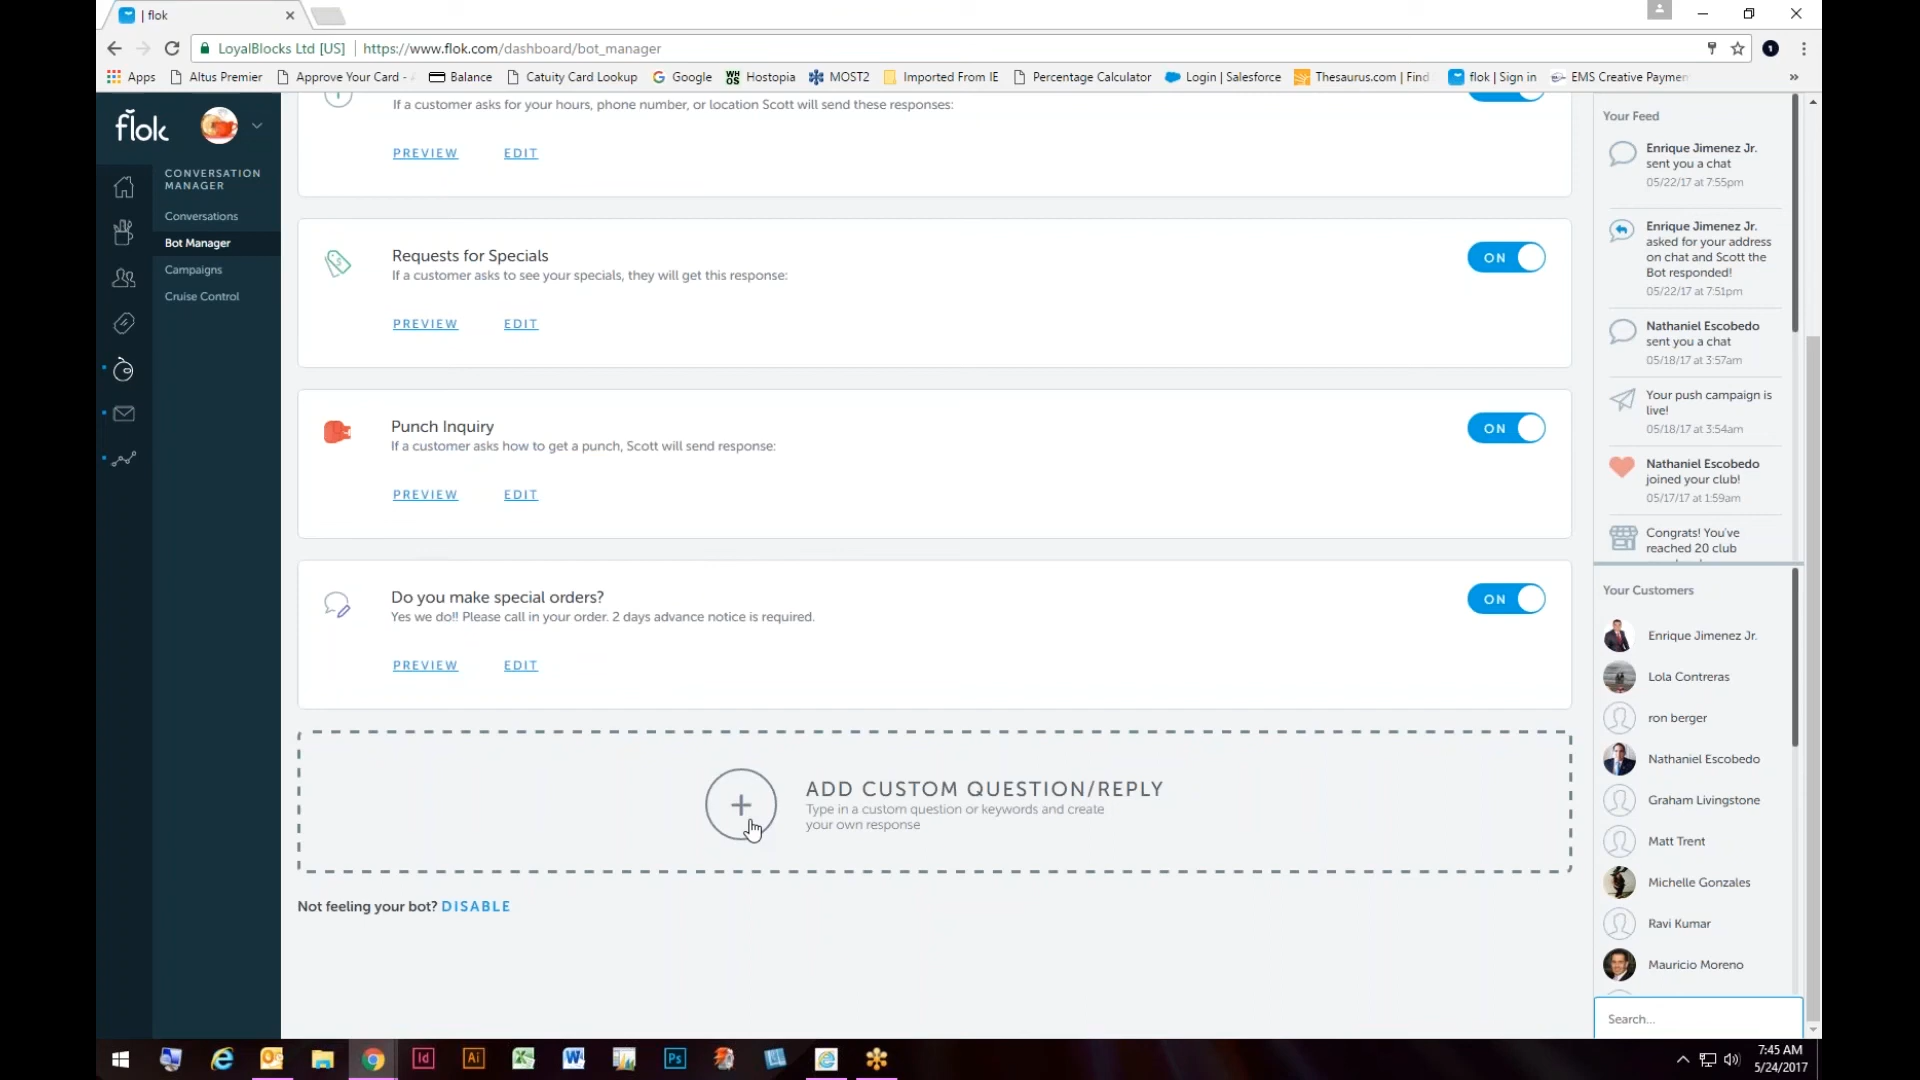 | flok
LoyalBlocks Ltd [US] https://www.flok.com/dashboard/bot_manager
Apps Altus Premier Approve Your Card - Balance Catuity Card Lookup Google Hostopia MOST2 Imported From IE Percentage Calculator Login | Salesforce Thesaurus.com | Find flok | Sign in EMS Creative Paymen »
flok
CONVERSATION
MANAGER
Conversations
Bot Manager
Campaigns
Cruise Control
If a customer asks for your hours, phone number, or location Scott will send these responses:
PREVIEW EDIT
Requests for Specials
If a customer asks to see your specials, they will get this response:
ON
PREVIEW EDIT
Punch Inquiry
If a customer asks how to get a punch, Scott will send response:
ON
PREVIEW EDIT
Do you make special orders?
Yes we do!! Please call in your order. 2 days advance notice is required.
ON
PREVIEW EDIT
ADD CUSTOM QUESTION/REPLY
Type in a custom question or keywords and create
your own response
Not feeling your bot? DISABLE
Your Feed
Enrique Jimenez Jr.
sent you a chat
05/22/17 at 7:55pm
Enrique Jimenez Jr.
asked for your address
on chat and Scott the
Bot responded!
05/22/17 at 7:51pm
Nathaniel Escobedo
sent you a chat
05/18/17 at 3:57am
Your push campaign is
live!
05/18/17 at 3:54am
Nathaniel Escobedo
joined your club!
05/17/17 at 1:59am
Congrats! You've
reached 20 club
Your Customers
Enrique Jimenez Jr.
Lola Contreras
ron berger
Nathaniel Escobedo
Graham Livingstone
Matt Trent
Michelle Gonzales
Ravi Kumar
Mauricio Moreno
Search...
7:45 AM
5/24/2017